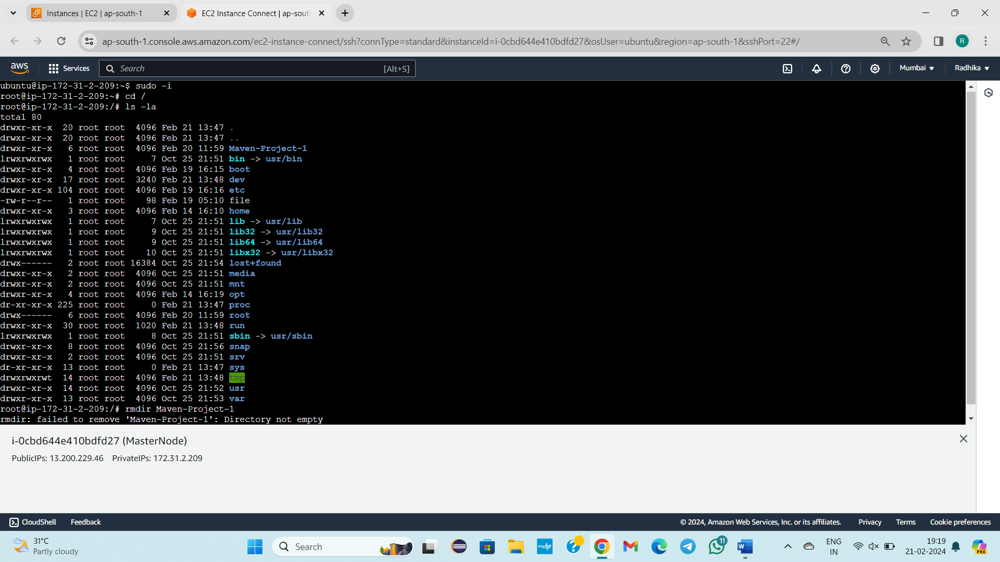 Instances | EC2 | ap-south-1
EC2 Instance Connect | ap-sout
ap-south-1.console.aws.amazon.com/ec2-instance-connect/ssh?connType=standard&instanceId=i-0cbd644e410bdfd27&osUser=ubuntu&region=ap-south-1&sshPort=22#/
R
aws Services Search [Alt+S] Mumbai Radhika
ubuntu@ip-172-31-2-209:~$ sudo -i
root@ip-172-31-2-209:~# cd /
root@ip-172-31-2-209:/# ls -la
total 80
drwxr-xr-x  20 root root  4096 Feb 21 13:47 .
drwxr-xr-x  20 root root  4096 Feb 21 13:47 ..
drwxr-xr-x   6 root root  4096 Feb 20 11:59 Maven-Project-1
lrwxrwxrwx   1 root root     7 Oct 25 21:51 bin -> usr/bin
drwxr-xr-x   4 root root  4096 Feb 19 16:15 boot
drwxr-xr-x  17 root root  3240 Feb 21 13:48 dev
drwxr-xr-x 104 root root  4096 Feb 19 16:16 etc
-rw-r--r--   1 root root    98 Feb 19 05:10 file
drwxr-xr-x   3 root root  4096 Feb 14 16:10 home
lrwxrwxrwx   1 root root     7 Oct 25 21:51 lib -> usr/lib
lrwxrwxrwx   1 root root     9 Oct 25 21:51 lib32 -> usr/lib32
lrwxrwxrwx   1 root root     9 Oct 25 21:51 lib64 -> usr/lib64
lrwxrwxrwx   1 root root    10 Oct 25 21:51 libx32 -> usr/libx32
drwx------   2 root root 16384 Oct 25 21:54 lost+found
drwxr-xr-x   2 root root  4096 Oct 25 21:51 media
drwxr-xr-x   2 root root  4096 Oct 25 21:51 mnt
drwxr-xr-x   4 root root  4096 Feb 14 16:19 opt
dr-xr-xr-x 225 root root     0 Feb 21 13:47 proc
drwx------   6 root root  4096 Feb 20 11:59 root
drwxr-xr-x  30 root root  1020 Feb 21 13:48 run
lrwxrwxrwx   1 root root     8 Oct 25 21:51 sbin -> usr/sbin
drwxr-xr-x   8 root root  4096 Oct 25 21:56 snap
drwxr-xr-x   2 root root  4096 Oct 25 21:51 srv
dr-xr-xr-x  13 root root     0 Feb 21 13:47 sys
drwxrwxrwt  14 root root  4096 Feb 21 13:48 tmp
drwxr-xr-x  14 root root  4096 Oct 25 21:52 usr
drwxr-xr-x  13 root root  4096 Oct 25 21:53 var
root@ip-172-31-2-209:/# rmdir Maven-Project-1
rmdir: failed to remove 'Maven-Project-1': Directory not empty
i-0cbd644e410bdfd27 (MasterNode)
PublicIPs: 13.200.229.46 PrivateIPs: 172.31.2.209
CloudShell Feedback © 2024, Amazon Web Services, Inc. or its affiliates. Privacy Terms Cookie preferences
31°C
Partly cloudy
Search
myhp
11
ENG
IN
19:19
21-02-2024
PRE